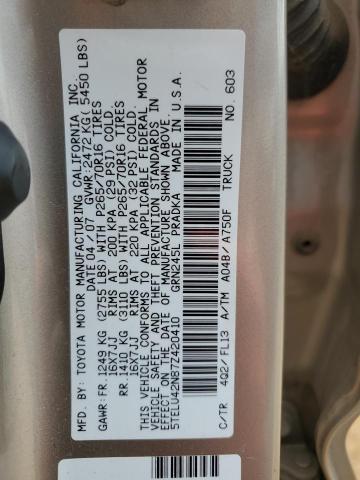 MFD. BY: TOYOTA MOTOR MANUFACTURING CALIFORNIA INC.
DATE 04 / 07 GVWR: 2472 KG ( 5450 LBS)
GAWR:FR. 1249 KG (2755 LBS) WITH P265/70R16 TIRES
16X7JJ RIMS AT 200 KPA (29 PSI) COLD
RR. 1410 KG (3110 LBS) WITH P265/70R16 TIRES
16X7JJ RIMS AT 220 KPA (32 PSI) COLD
THIS VEHICLE CONFORMS TO ALL APPLICABLE FEDERAL MOTOR
VEHICLE SAFETY AND THEFT PREVENTION STANDARDS IN
EFFECT ON THE DATE OF MANUFACTURE SHOWN ABOVE.
5TELU42N87Z420410 GRN245L PRADKA MADE IN U.S.A.
TRUCK NO. 603
C/TR 4Q2/ FL13 A/TM A04B/ A750F